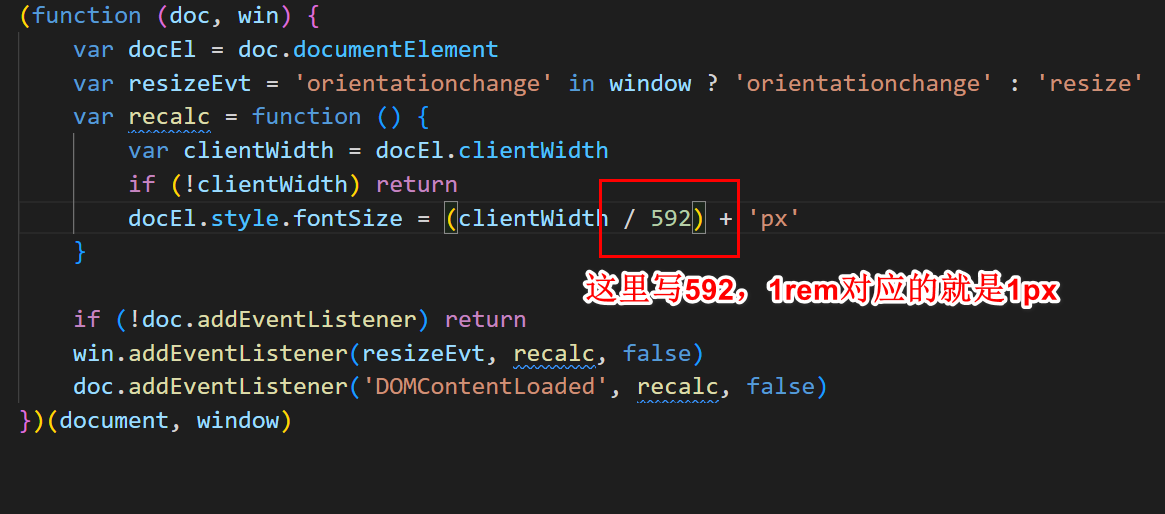 (function (doc, win) {
var docEl = doc.documentElement
var resizeEvt = 'orientationchange' in window ? 'orientationchange' : 'resize'
var recalc = function () {
var clientWidth = docEl.clientWidth
if (!clientWidth) return
docEl.style.fontSize = (clientWidth / 592) + 'px'
}
这里写592，1rem对应的就是1px
if (!doc.addEventListener) return
win.addEventListener(resizeEvt, recalc, false)
doc.addEventListener('DOMContentLoaded', recalc, false)
})(document, window)